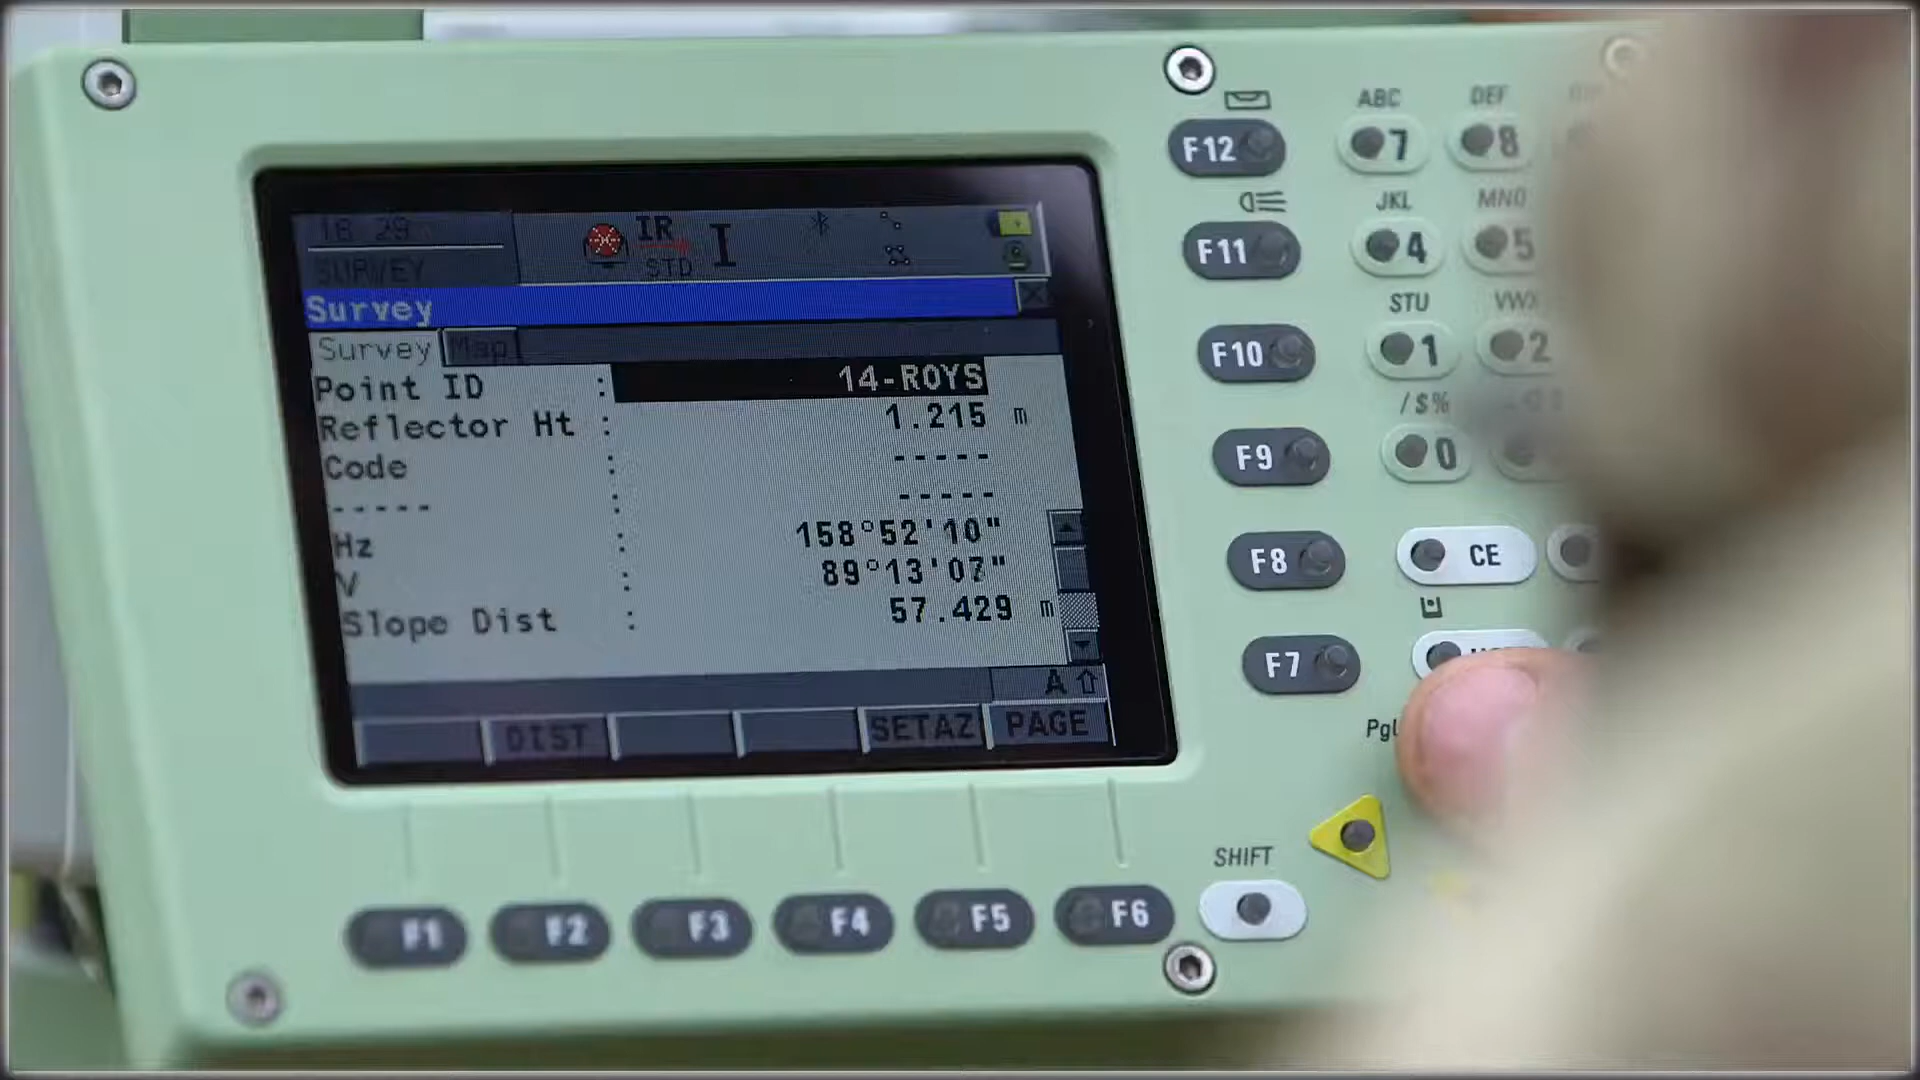 16 29
SURVEY
IR
STD
I
Survey
Survey Map
Point ID : 14-ROYS
Reflector Ht : 1.215 m
Code : -----
----- : -----
Hz : 158°52'10"
V : 89°13'07"
Slope Dist : 57.429 m
A
DIST SETAZ PAGE
F1 F2 F3 F4 F5 F6
SHIFT
F12
F11
F10
F9
F8
F7
ABC DEF
7 8
JKL MNO
4 5
STU VWX
1 2
/$%
0
CE